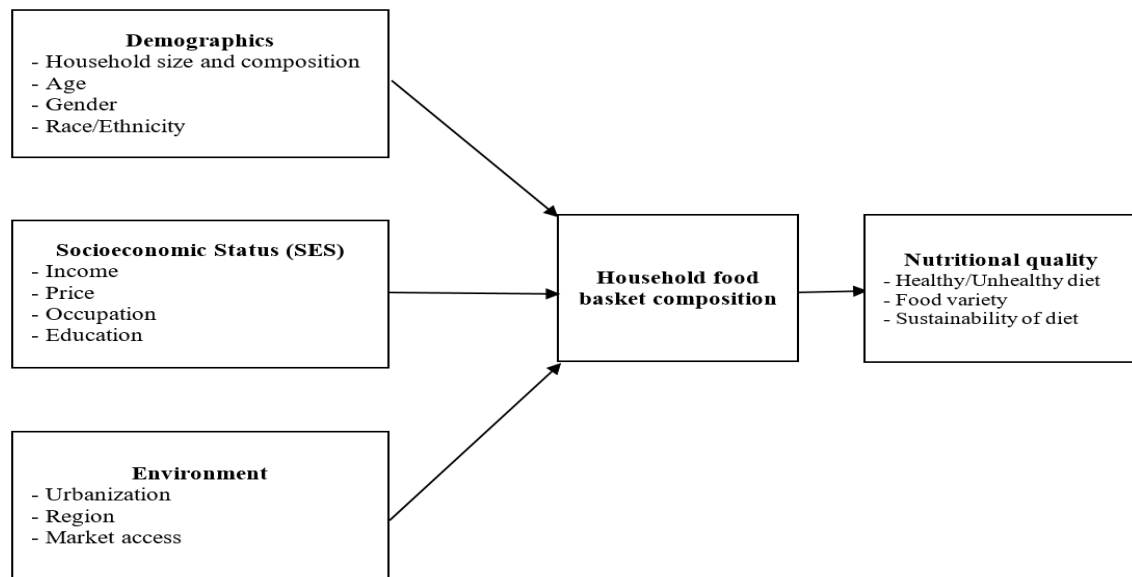 Demographics
- Household size and composition
- Age
- Gender
- Race/Ethnicity
Socioeconomic Status (SES)
- Income
- Price
- Occupation
- Education
Environment
- Urbanization
- Region
- Market access
Household food
basket composition
Nutritional quality
- Healthy/Unhealthy diet
- Food variety
- Sustainability of diet